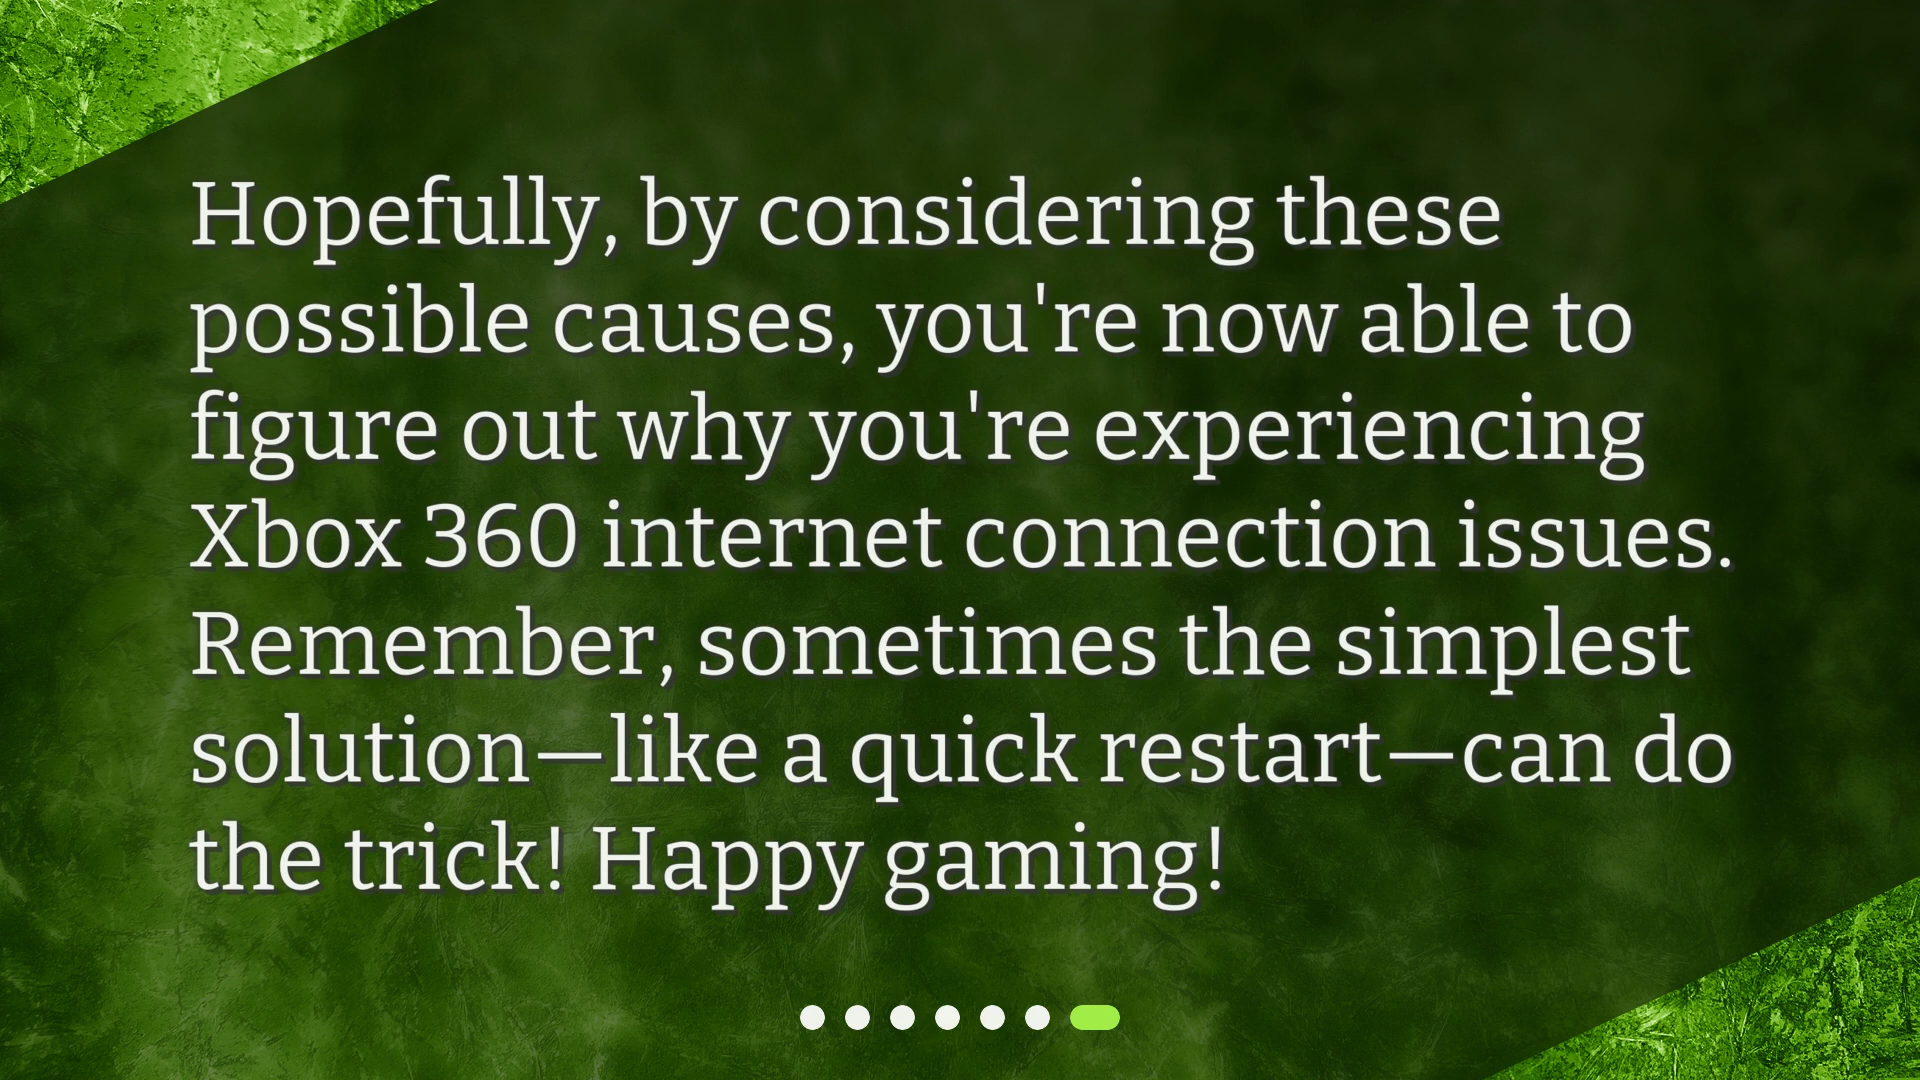 Hopefully, by considering these
possible causes, you're now able to
figure out why you're experiencing
Xbox 360 internet connection issues.
Remember, sometimes the simplest
solution—like a quick restart—can do
the trick! Happy gaming!